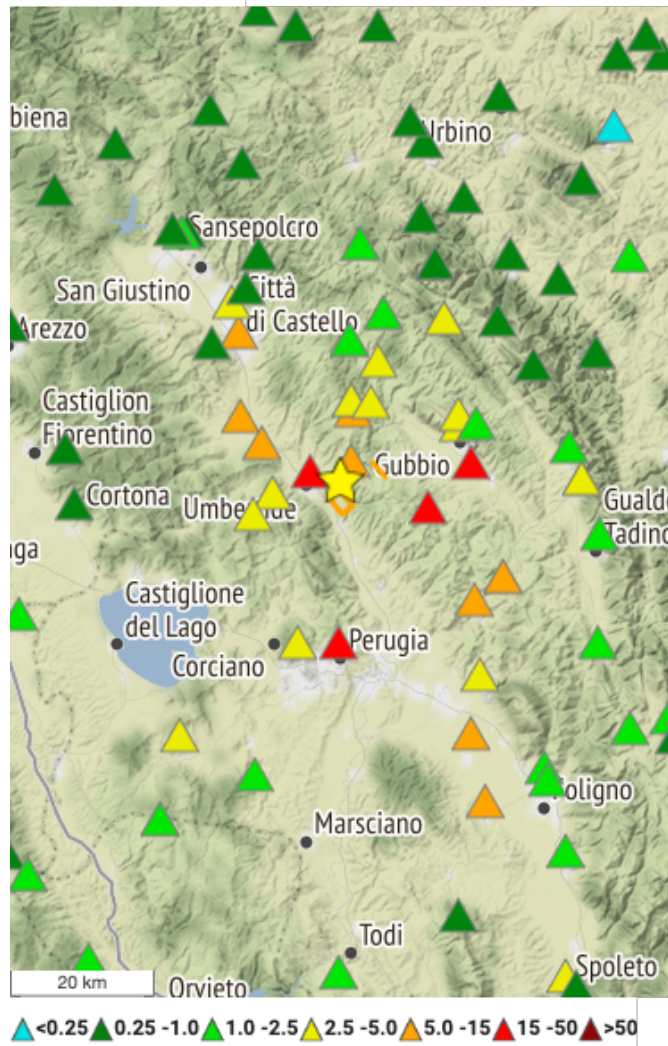 biena
Urbino
Sansepolcro
San Giustino
Città
di Castello
Arezzo
Castiglion
Fiorentino
Gubbio
Cortona
Umbertide
Gualdo
Tadino
aga
Castiglione
del Lago
Perugia
Corciano
Foligno
Marsciano
Todi
Spoleto
20 km
Orvieto
<0.25 0.25 -1.0 1.0 -2.5 2.5 -5.0 5.0 -15 15 -50 >50